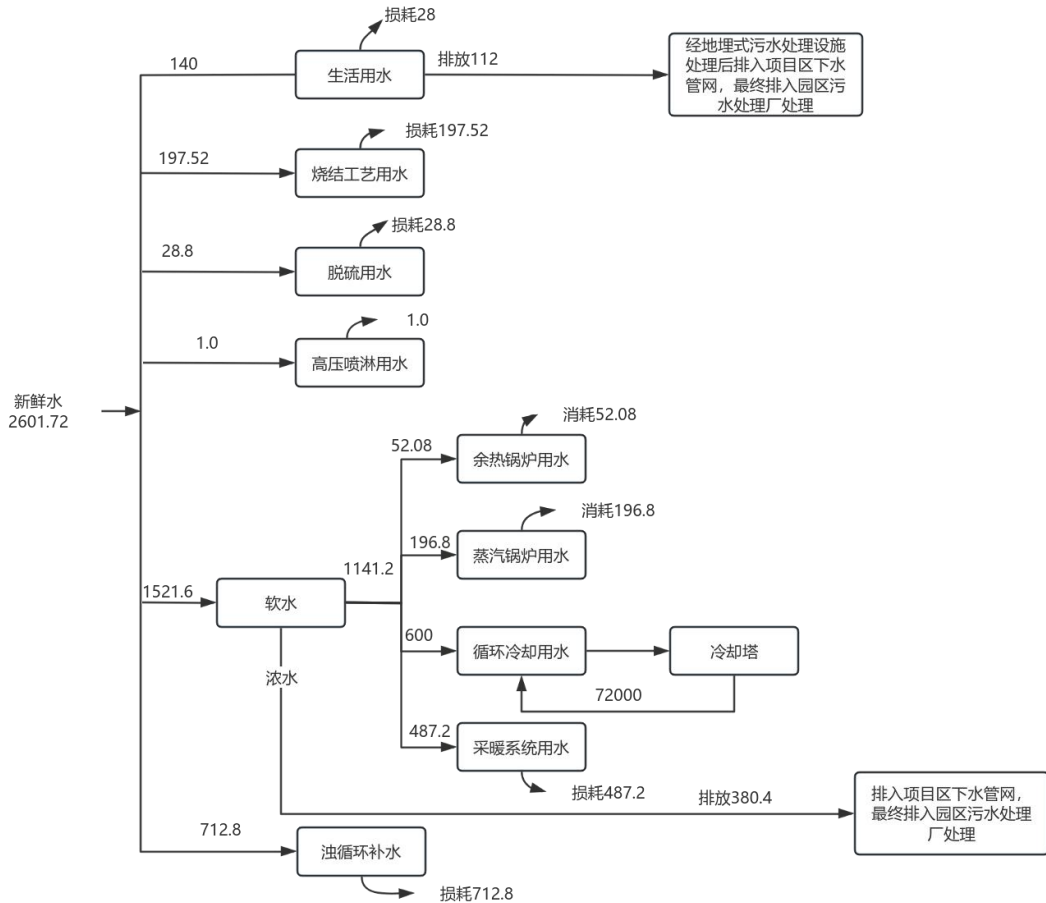 损耗28
140
生活用水
排放112
经地埋式污水处理设施
处理后排入项目区下水
管网，最终排入园区污
水处理厂处理
损耗197.52
197.52
烧结工艺用水
损耗28.8
28.8
脱硫用水
1.0
1.0
高压喷淋用水
新鲜水
2601.72
消耗52.08
52.08
余热锅炉用水
消耗196.8
196.8
蒸汽锅炉用水
1141.2
1521.6
软水
600
循环冷却用水
冷却塔
72000
浓水
487.2
采暖系统用水
损耗487.2
排放380.4
排入项目区下水管网，
最终排入园区污水处理
厂处理
712.8
浊循环补水
损耗712.8